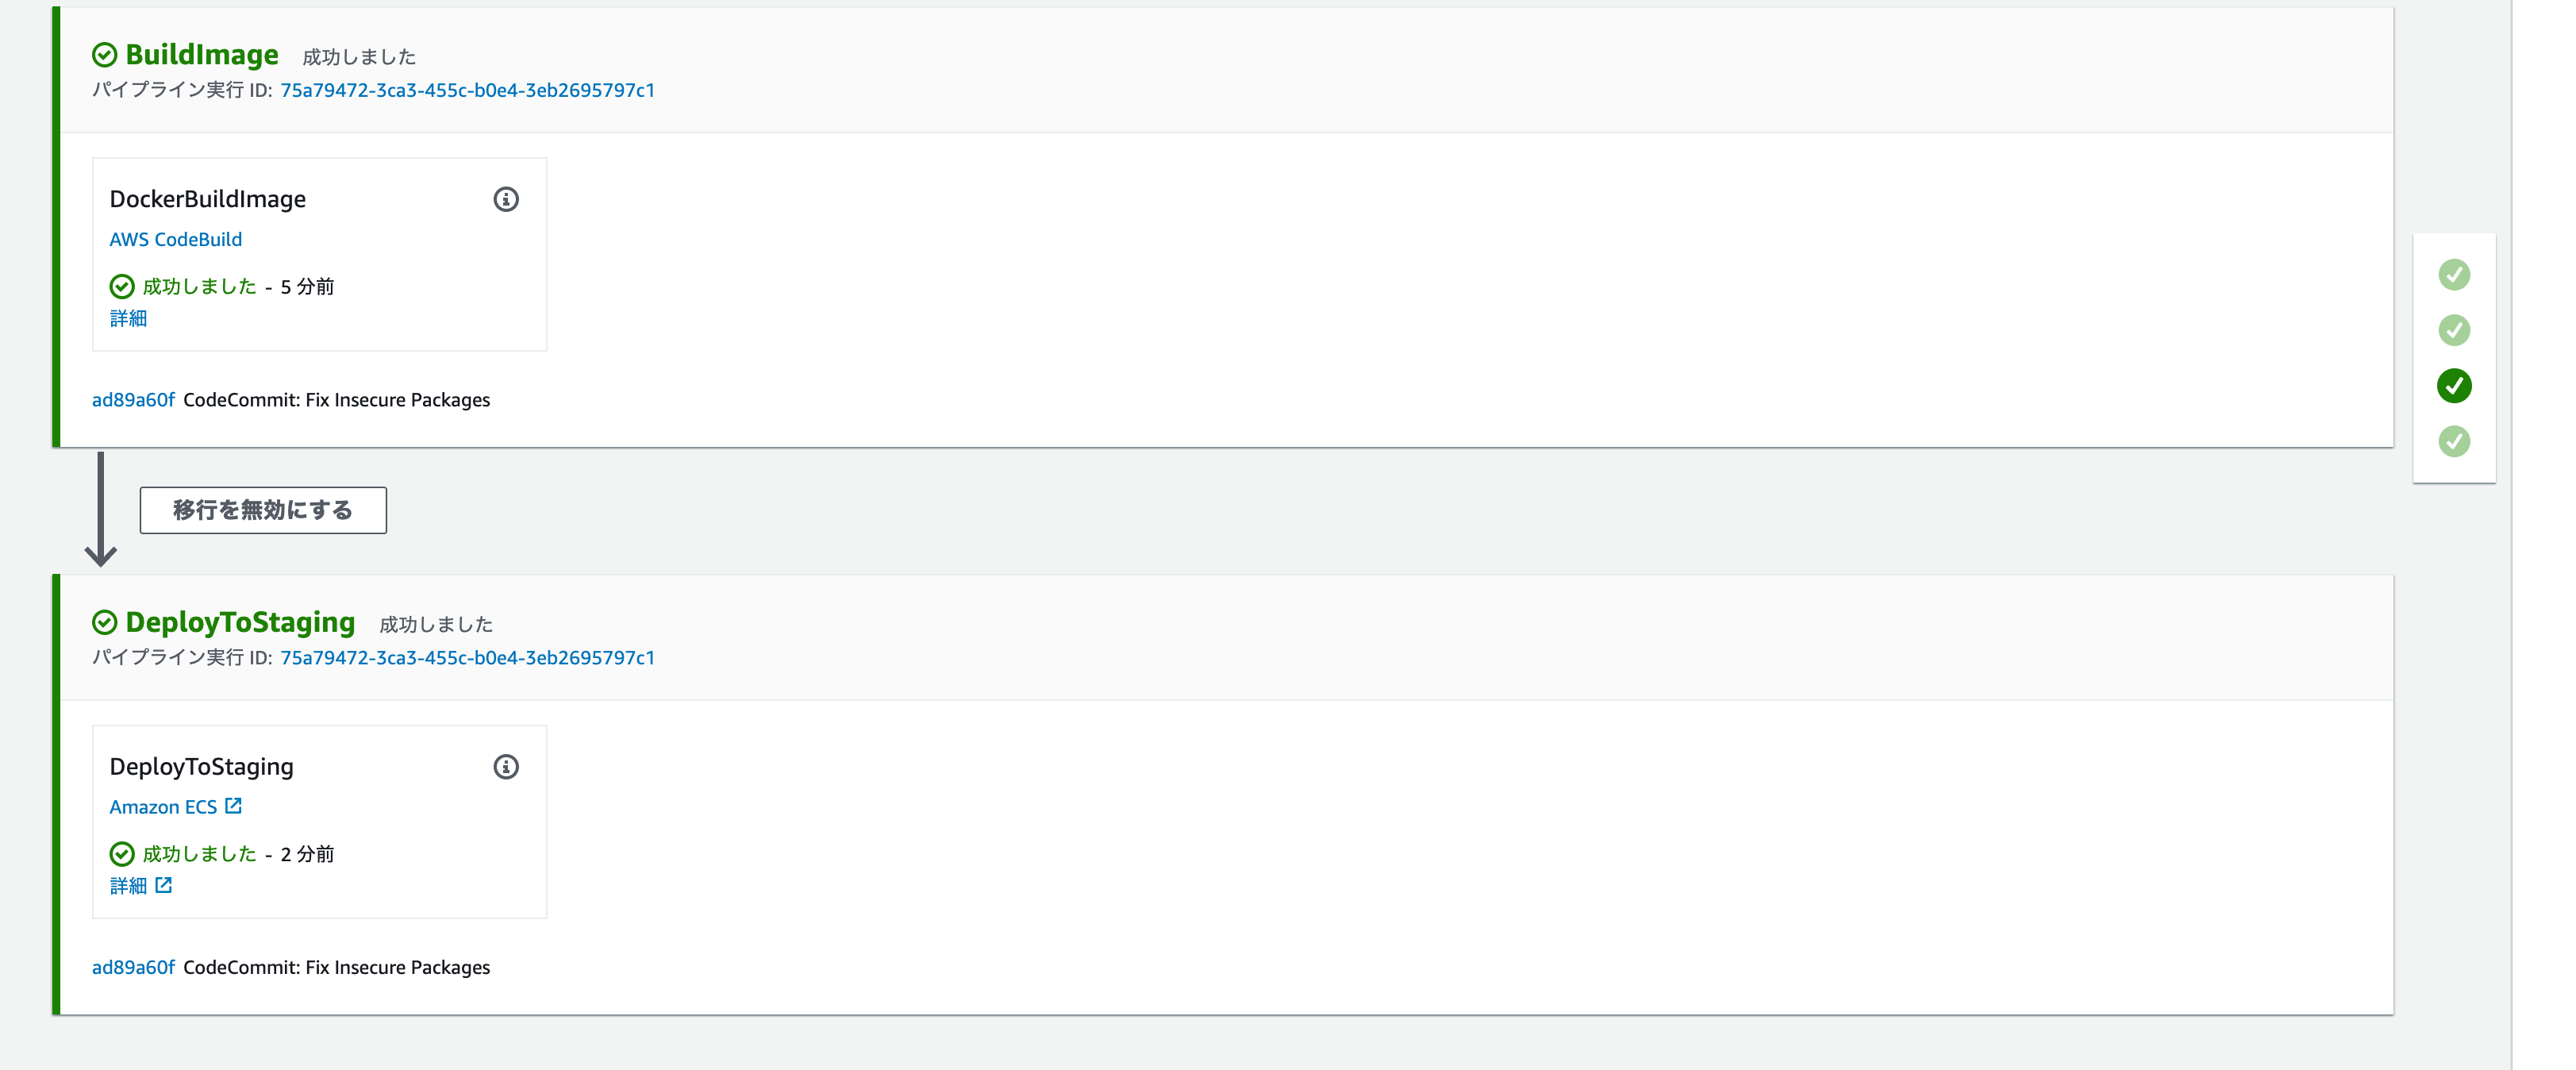 BuildImage 成功しました
パイプライン実行 ID: 75a79472-3ca3-455c-b0e4-3eb2695797c1
DockerBuildImage
AWS CodeBuild
成功しました - 5 分前
詳細
ad89a60f CodeCommit: Fix Insecure Packages
移行を無効にする
DeployToStaging 成功しました
パイプライン実行 ID: 75a79472-3ca3-455c-b0e4-3eb2695797c1
DeployToStaging
Amazon ECS
成功しました - 2 分前
詳細
ad89a60f CodeCommit: Fix Insecure Packages